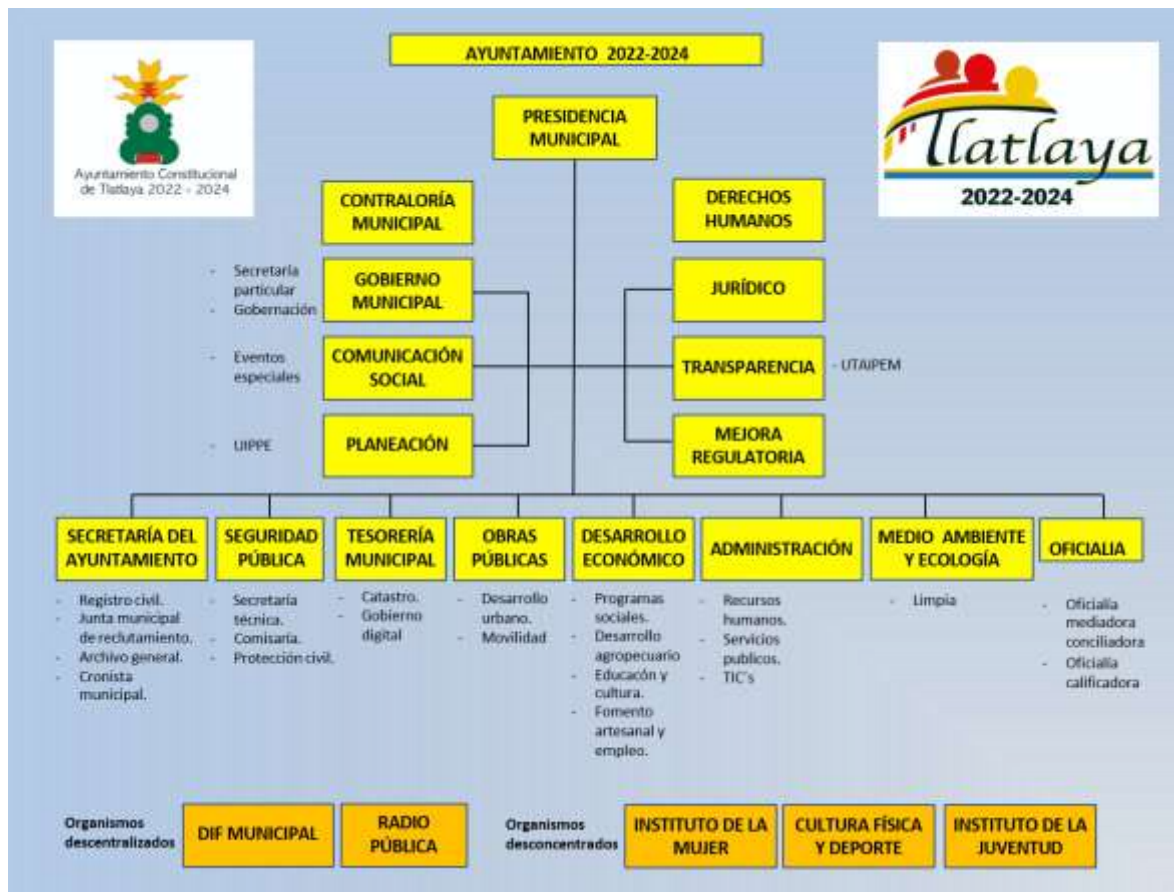 AYUNTAMIENTO 2022-2024
Ayuntamiento Constitucional
de Tlatlaya 2022 - 2024
Tlatlaya
2022-2024
PRESIDENCIA
MUNICIPAL
CONTRALORÍA
MUNICIPAL
DERECHOS
HUMANOS
- Secretaría
particular
- Gobernación
GOBIERNO
MUNICIPAL
JURÍDICO
- Eventos
especiales
COMUNICACIÓN
SOCIAL
TRANSPARENCIA
- UTAIPEM
- UIPPE
PLANEACIÓN
MEJORA
REGULATORIA
SECRETARÍA DEL
AYUNTAMIENTO
- Registro civil.
- Junta municipal
de reclutamiento.
- Archivo general.
- Cronista
municipal.
SEGURIDAD
PÚBLICA
- Secretaría
técnica.
- Comisaría.
- Protección civil.
TESORERÍA
MUNICIPAL
- Catastro.
- Gobierno
digital
OBRAS
PÚBLICAS
- Desarrollo
urbano.
- Movilidad
DESARROLLO
ECONÓMICO
- Programas
sociales.
- Desarrollo
agropecuario
- Educacón y
cultura.
- Fomento
artesanal y
empleo.
ADMINISTRACIÓN
- Recursos
humanos.
- Servicios
publicos.
- TIC´s
MEDIO AMBIENTE
Y ECOLOGÍA
- Limpia
OFICIALIA
- Oficialía
mediadora
conciliadora
- Oficialía
calificadora
Organismos
descentralizados
DIF MUNICIPAL
RADIO
PÚBLICA
Organismos
desconcentrados
INSTITUTO DE LA
MUJER
CULTURA FÍSICA
Y DEPORTE
INSTITUTO DE LA
JUVENTUD